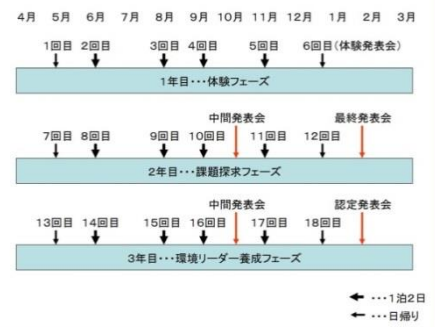 4月 5月 6月 7月 8月 9月 10月 11月 12月 1月 2月 3月
1回目 2回目 3回目 4回目 5回目 6回目(体験発表会)
1年目・・・体験フェーズ
中間発表会 最終発表会
7回目 8回目 9回目 10回目 11回目 12回目
2年目・・・課題探求フェーズ
中間発表会 認定発表会
13回目 14回目 15回目 16回目 17回目 18回目
3年目・・・環境リーダー養成フェーズ
・・・1泊2日
・・・日帰り